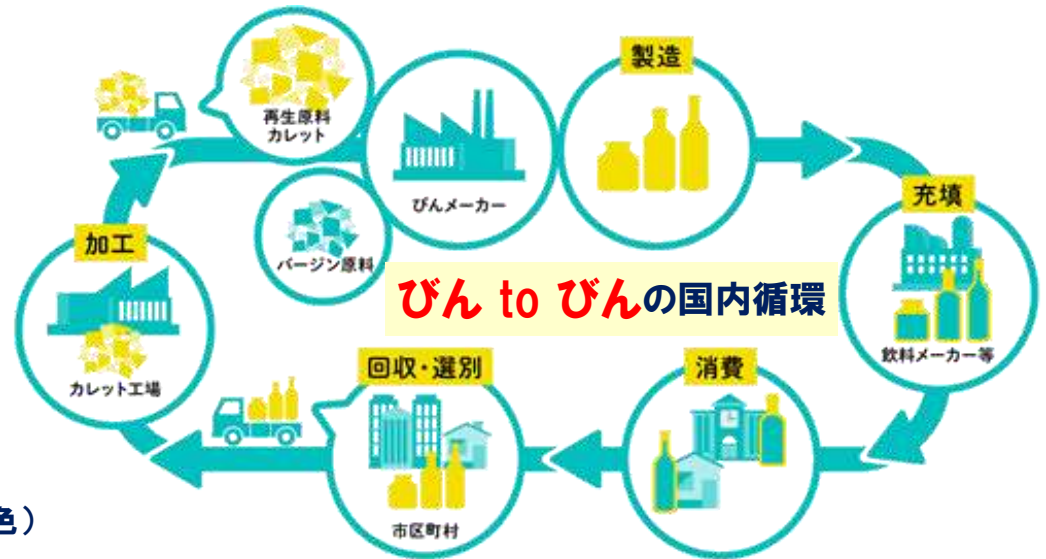 製造
再生原料
カレット
びんメーカー
充填
加工
バージン原料
びん to びんの国内循環
飲料メーカー等
カレット工場
回収・選別
消費
市区町村
色）